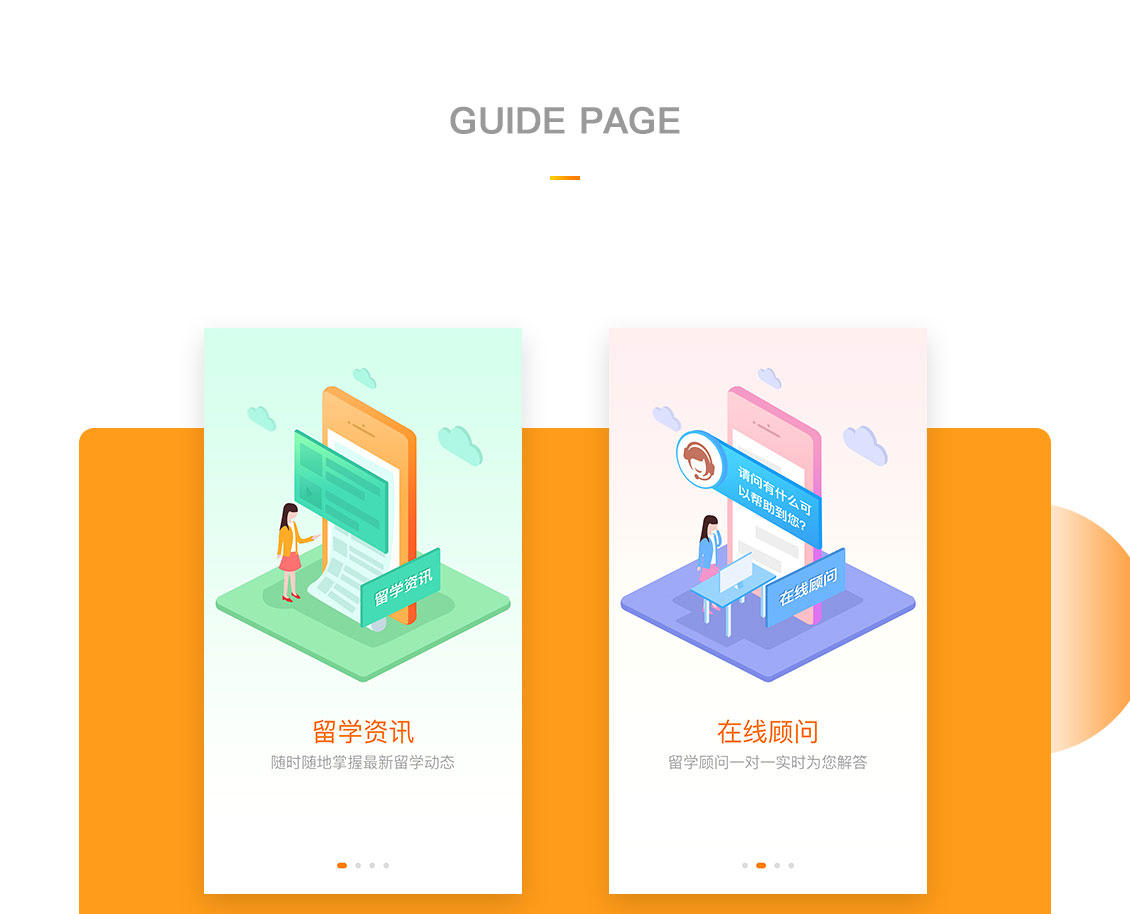 GUIDE PAGE
留学资讯
留学资讯
随时随地掌握最新留学动态
请问有什么可
以帮助到您?
在线顾问
在线顾问
留学顾问一对一实时为您解答